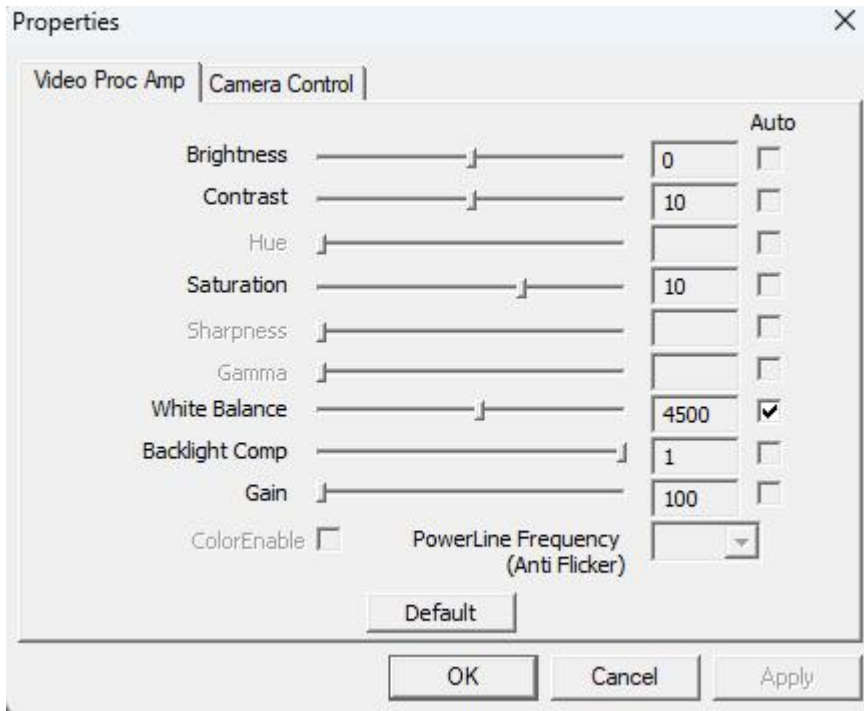 Properties
Video Proc Amp
Camera Control
Auto
Brightness 0
Contrast 10
Hue
Saturation 10
Sharpness
Gamma
White Balance 4500
Backlight Comp 1
Gain 100
ColorEnable PowerLine Frequency
(Anti Flicker)
Default
OK Cancel Apply